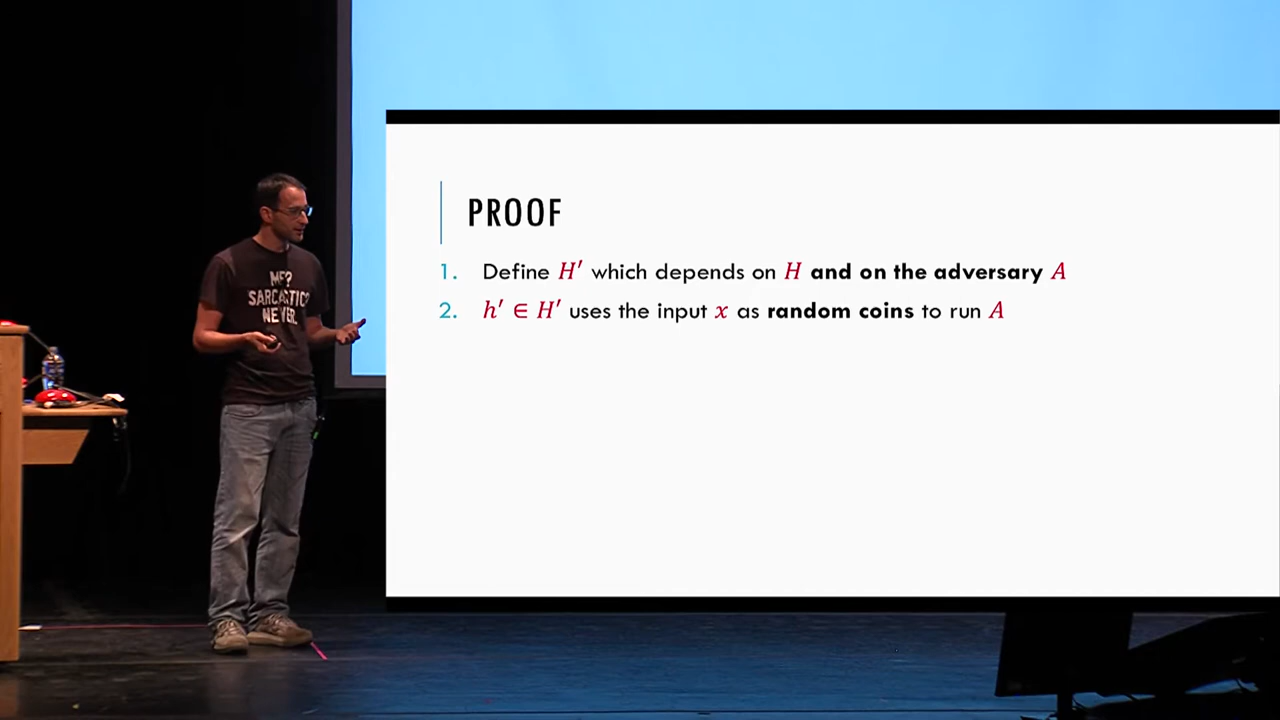 PROOF
1. Define H′ which depends on H and on the adversary A
2. h′ ∈ H′ uses the input x as random coins to run A
ME?
SARCASTIC?
NEVER.